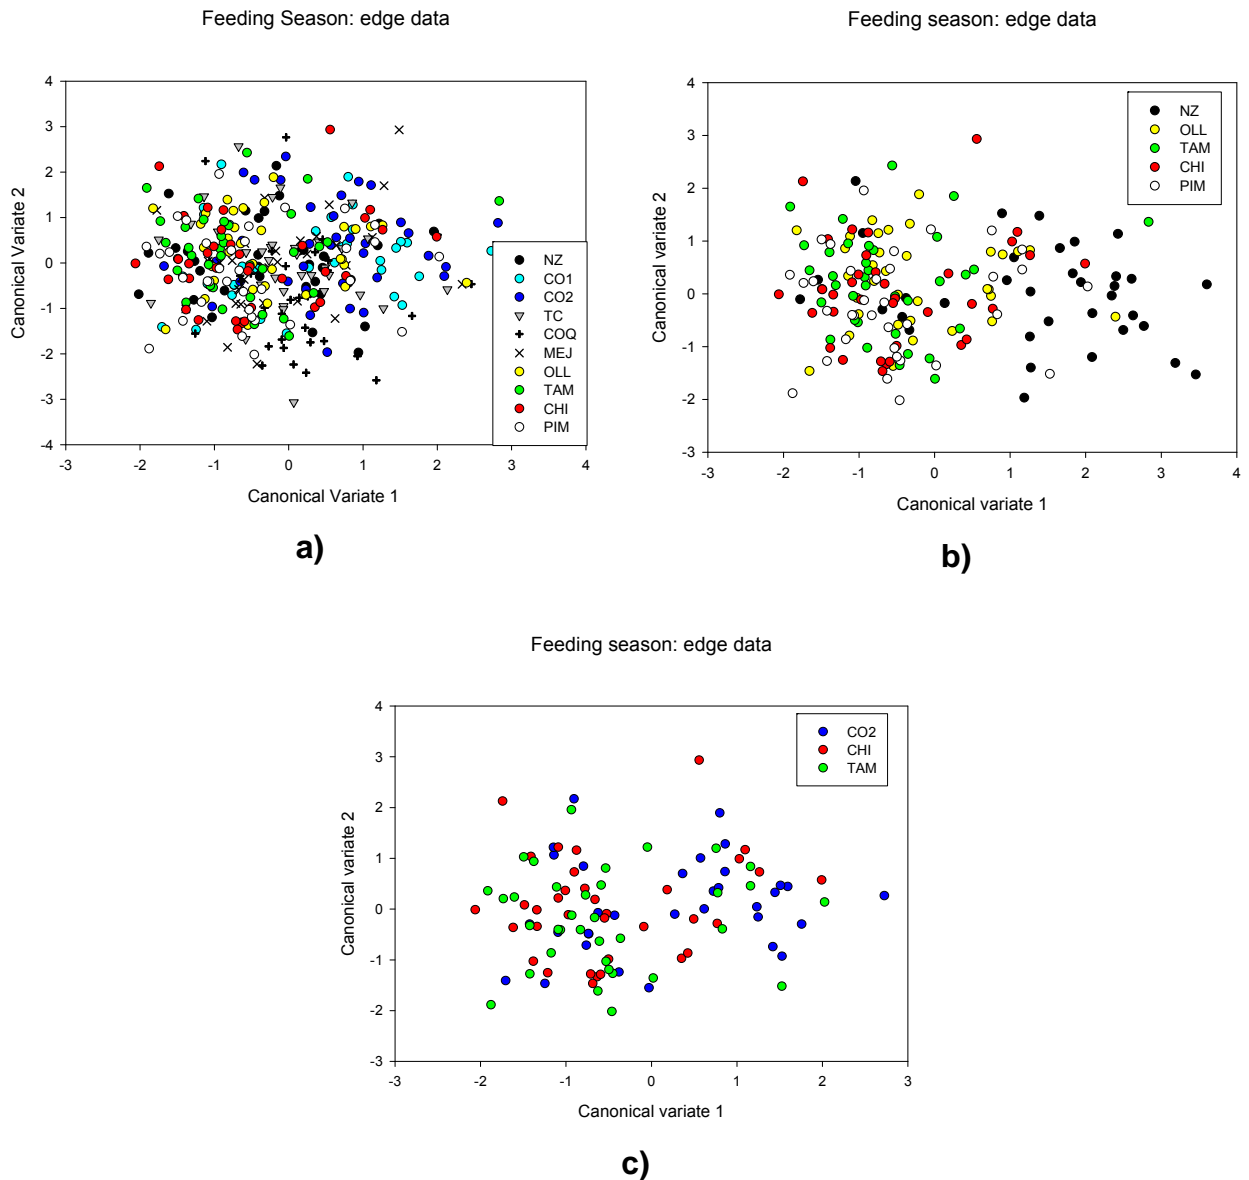 Feeding Season: edge data
Canonical Variate 2
4
3
2
1
0
-1
-2
-3
-4
-3
-2
-1
0
1
2
3
4
Canonical Variate 1
NZ
CO1
CO2
TC
COQ
MEJ
OLL
TAM
CHI
PIM
a)
Feeding season: edge data
Canonical variate 2
4
3
2
1
0
-1
-2
-3
-3
-2
-1
0
1
2
3
4
Canonical variate 1
NZ
OLL
TAM
CHI
PIM
b)
Feeding season: edge data
Canonical variate 2
4
3
2
1
0
-1
-2
-3
-3
-2
-1
0
1
2
3
Canonical variate 1
CO2
CHI
TAM
c)